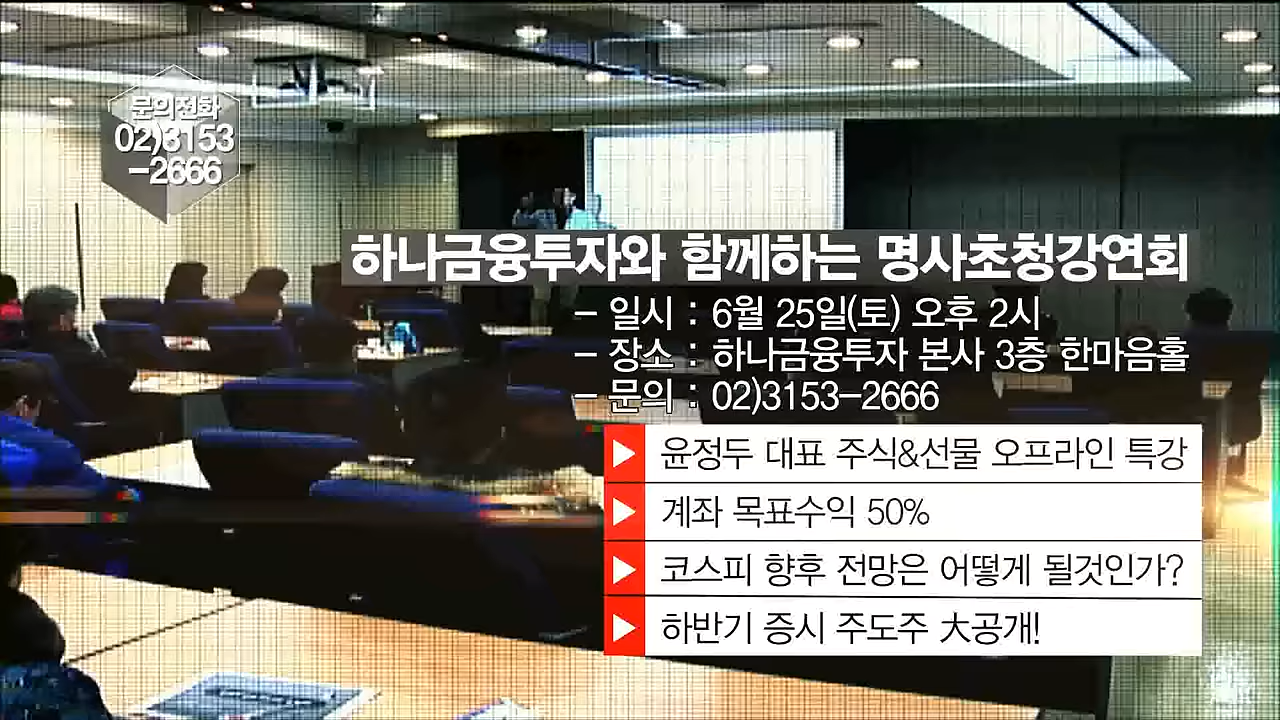 문의전화
02)3153
-2666
하나금융투자와 함께하는 명사초청강연회
- 일시 : 6월 25일(토) 오후 2시
- 장소 : 하나금융투자 본사 3층 한마음홀
- 문의 : 02)3153-2666
▶ 윤정두 대표 주식&선물 오프라인 특강
▶ 계좌 목표수익 50%
▶ 코스피 향후 전망은 어떻게 될것인가?
▶ 하반기 증시 주도주 大공개!